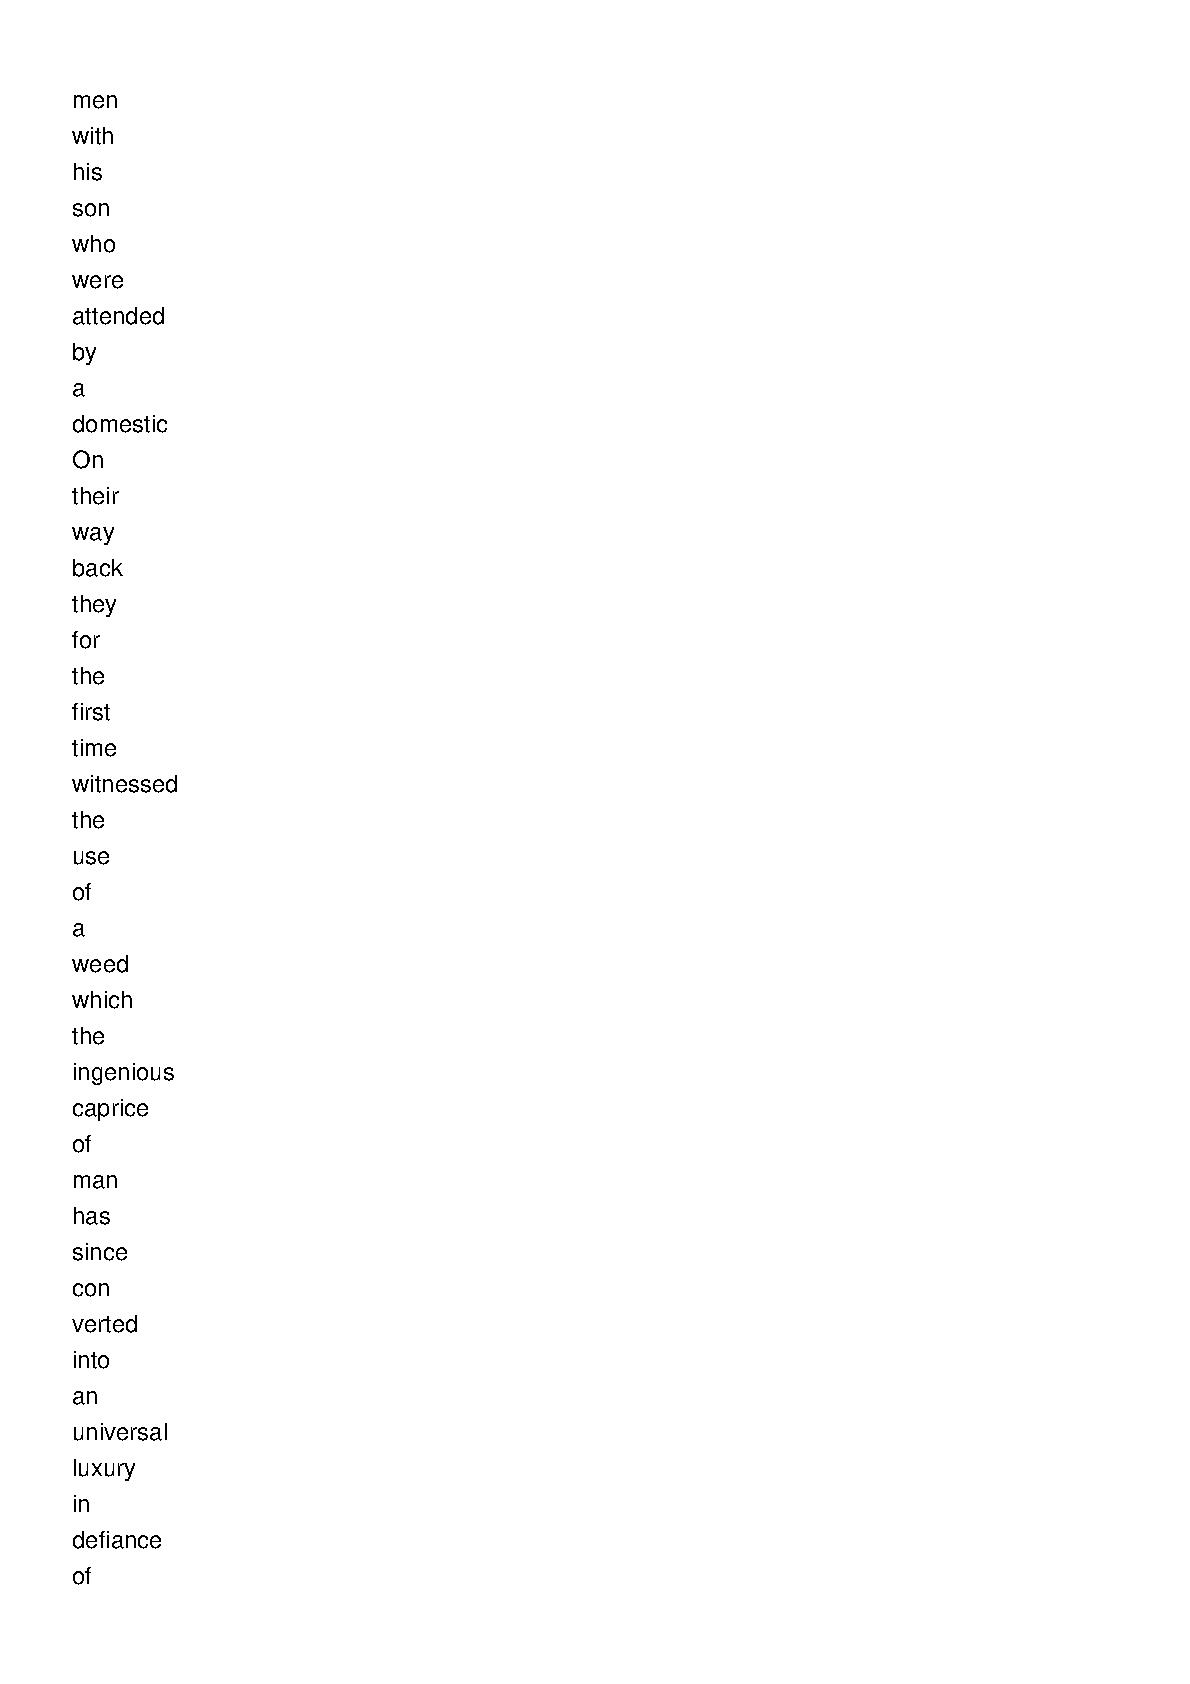 men
with
his
son
who
were
attended
by
a
domestic
On
their
way
back
they
for
the
first
time
witnessed
the
use
of
a
weed
which
the
ingenious
caprice
of
man
has
since
con
verted
into
an
universal
luxury
in
defiance
of